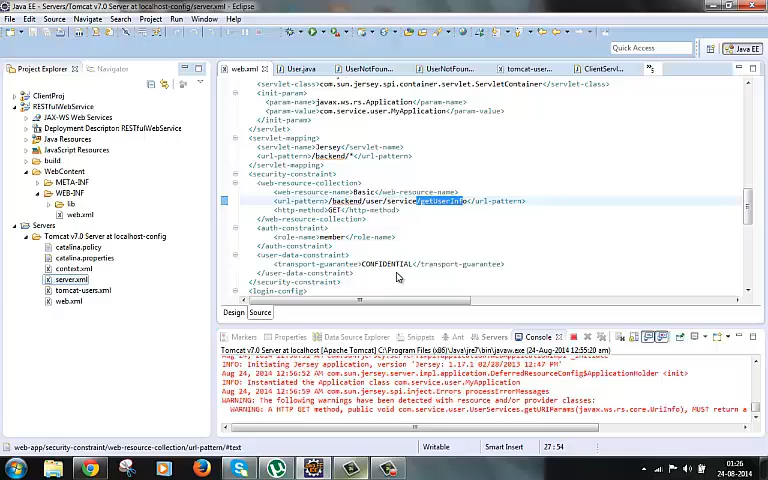 Java EE - Servers/Tomcat v7.0 Server at localhost-config/server.xml - Eclipse
File Edit Source Navigate Search Project Run Window Help
Quick Access
Java EE
Project Explorer
Navigator
web.xml
User.java
UserNotFoun...
UserNotFoun...
tomcat-user...
ClientServl...
»5
ClientProj
RESTfulWebService
JAX-WS Web Services
Deployment Descriptor: RESTfulWebService
Java Resources
JavaScript Resources
build
WebContent
META-INF
WEB-INF
lib
web.xml
Servers
Tomcat v7.0 Server at localhost-config
catalina.policy
catalina.properties
context.xml
server.xml
tomcat-users.xml
web.xml
<servlet-class>com.sun.jersey.spi.container.servlet.ServletContainer</servlet-class>
<init-param>
<param-name>javax.ws.rs.Application</param-name>
<param-value>com.service.user.MyApplication</param-value>
</init-param>
</servlet>
<servlet-mapping>
<servlet-name>Jersey</servlet-name>
<url-pattern>/backend/*</url-pattern>
</servlet-mapping>
<security-constraint>
<web-resource-collection>
<web-resource-name>Basic</web-resource-name>
<url-pattern>/backend/user/service/getUserInfo</url-pattern>
<http-method>GET</http-method>
</web-resource-collection>
<auth-constraint>
<role-name>member</role-name>
</auth-constraint>
<user-data-constraint>
<transport-guarantee>CONFIDENTIAL</transport-guarantee>
</user-data-constraint>
</security-constraint>
<login-config>
Design Source
Markers Properties Data Source Explorer Snippets Ant Servers Console
Tomcat v7.0 Server at localhost [Apache Tomcat] C:\Program Files (x86)\Java\jre7\bin\javaw.exe (24-Aug-2014 12:55:20 am)
INFO: Initiating Jersey application, version 'Jersey: 1.17.1 02/28/2013 12:47 PM'
Aug 24, 2014 12:56:52 AM com.sun.jersey.server.impl.application.DeferredResourceConfig$ApplicationHolder <init>
INFO: Instantiated the Application class com.service.user.MyApplication
Aug 24, 2014 12:56:59 AM com.sun.jersey.spi.inject.Errors processErrorMessages
WARNING: The following warnings have been detected with resource and/or provider classes:
WARNING: A HTTP GET method, public void com.service.user.UserServices.getURIParams(javax.ws.rs.core.UriInfo), MUST return a
web-app/security-constraint/web-resource-collection/url-pattern/#text
Writable
Smart Insert
27 : 54
01:26
24-08-2014